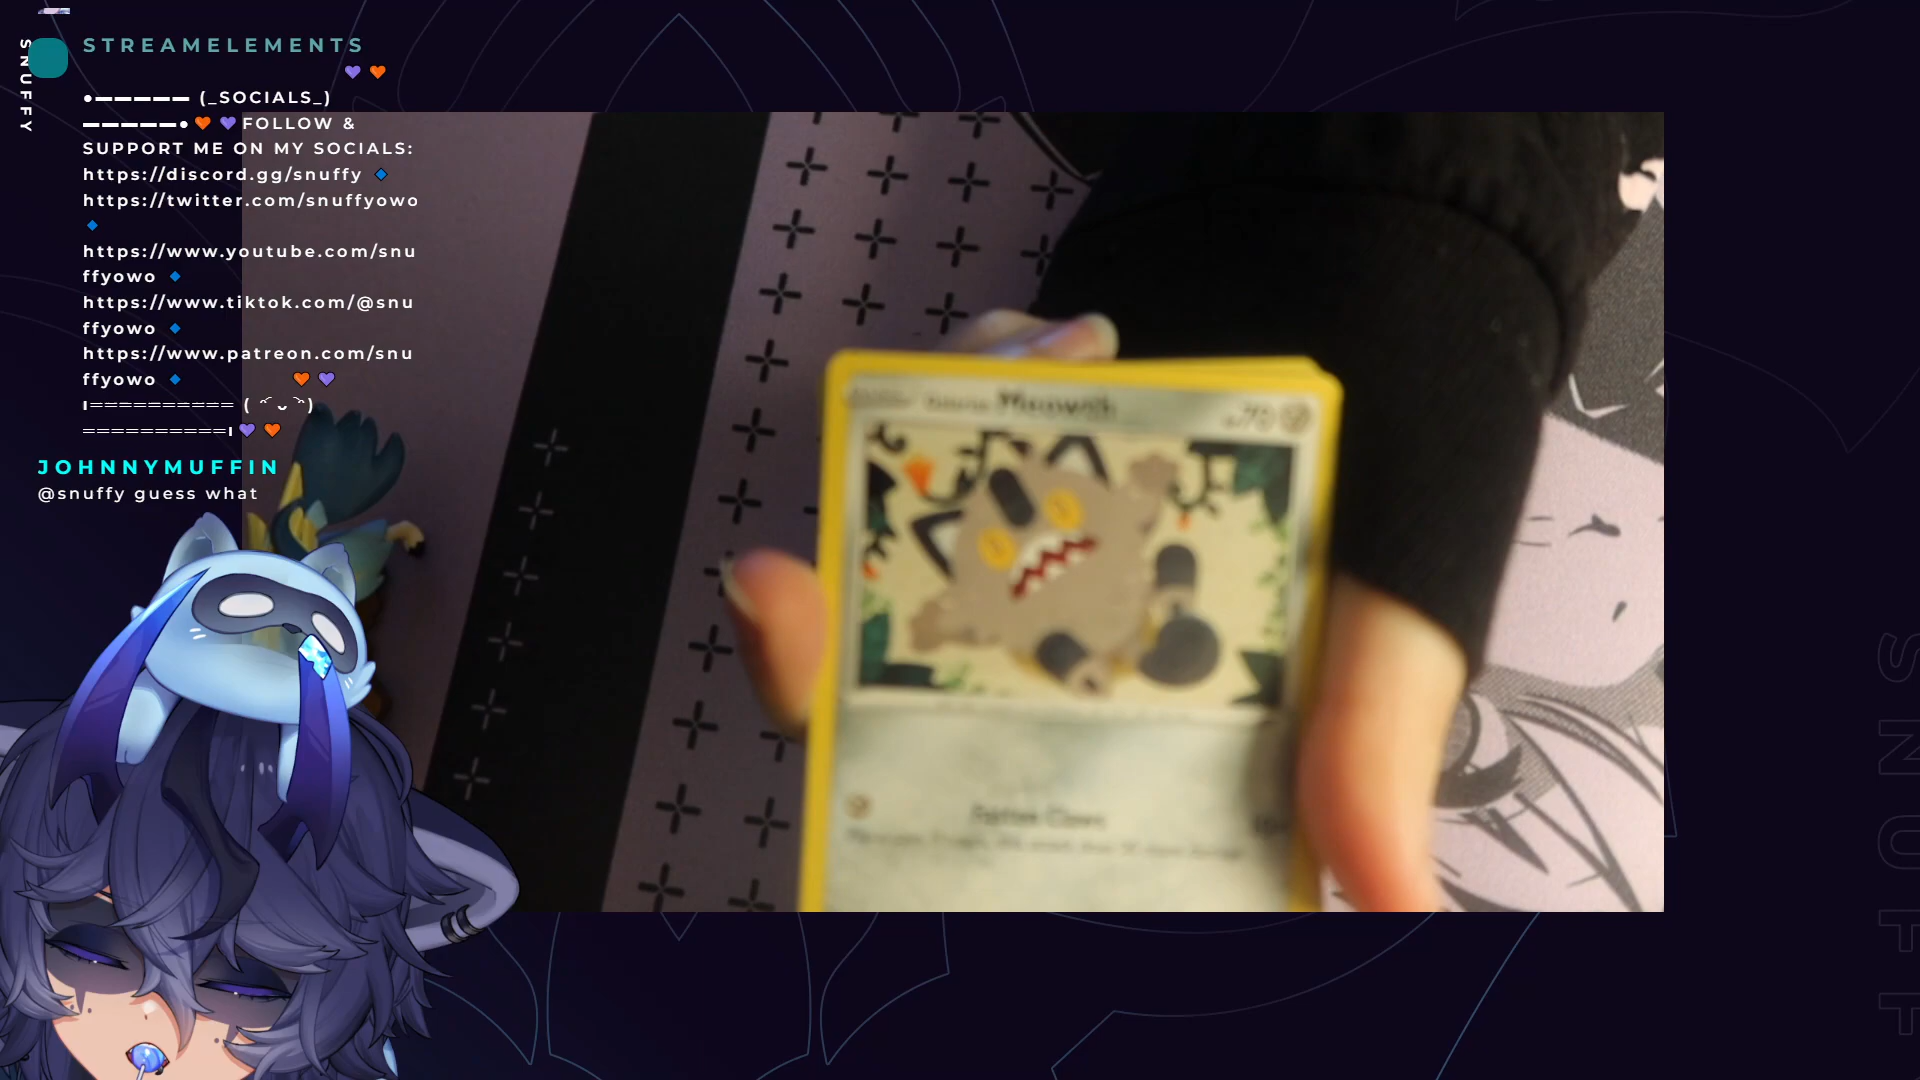 SNUFFY
STREAMELEMENTS
💜 🧡
●▬▬▬▬▬ (_SOCIALS_)
▬▬▬▬▬● 🧡 💜 FOLLOW &
SUPPORT ME ON MY SOCIALS:
https://discord.gg/snuffy 🔹
https://twitter.com/snuffyowo
🔹
https://www.youtube.com/snu
ffyowo 🔹
https://www.tiktok.com/@snu
ffyowo 🔹
https://www.patreon.com/snu
ffyowo 🔹 🧡 💜
JOHNNYMUFFIN
@snuffy guess what
Meowth
70
SNUFF